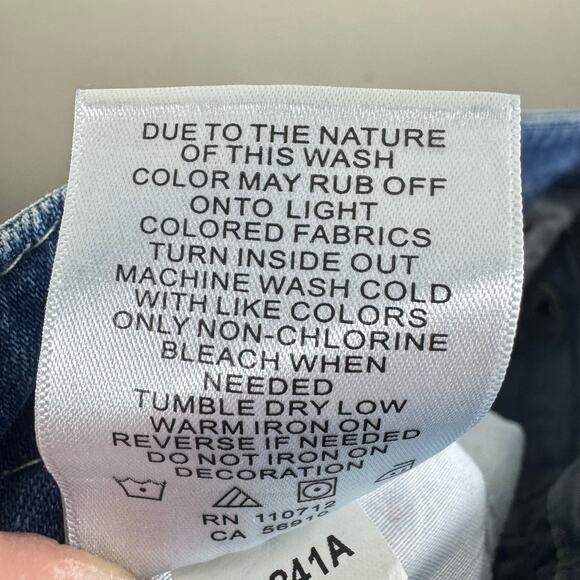 DUE TO THE NATURE
OF THIS WASH
COLOR MAY RUB OFF
ONTO LIGHT
COLORED FABRICS
TURN INSIDE OUT
MACHINE WASH COLD
WITH LIKE COLORS
ONLY NON-CHLORINE
BLEACH WHEN
NEEDED
TUMBLE DRY LOW
WARM IRON ON
REVERSE IF NEEDED
DO NOT IRON ON
DECORATION
RN 110712
CA
241A